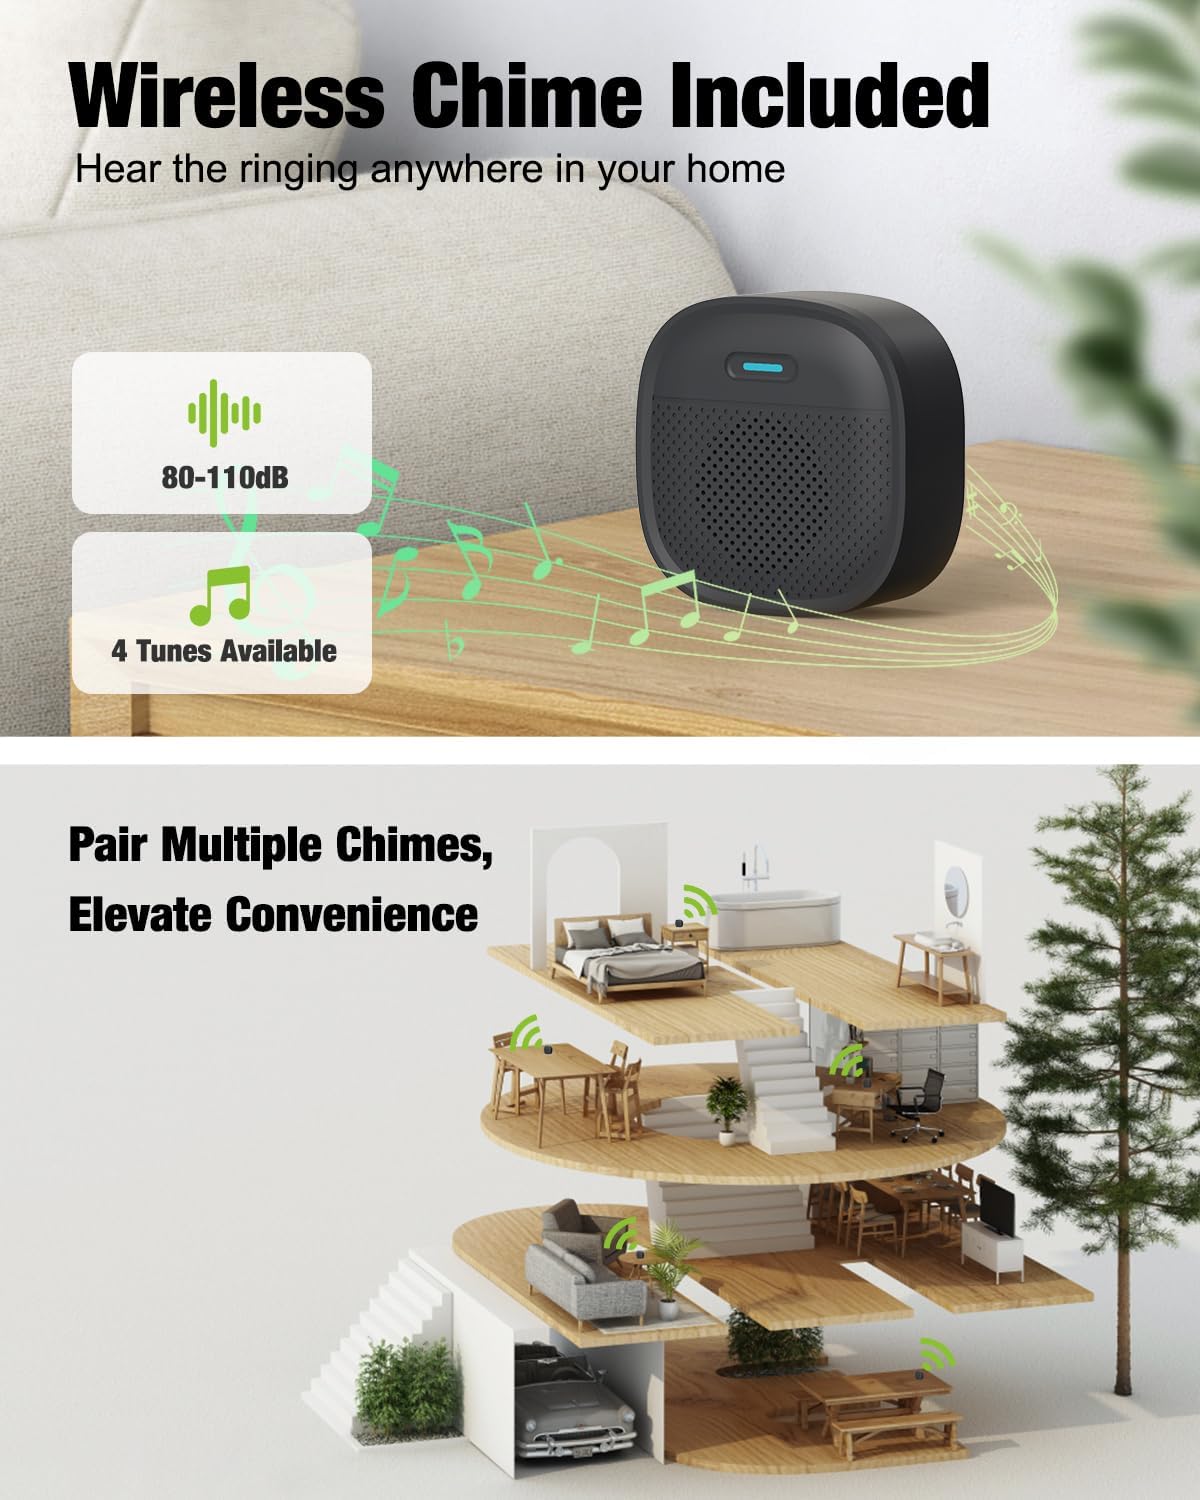 Wireless Chime Included
Hear the ringing anywhere in your home
80-110dB
4 Tunes Available
Pair Multiple Chimes,
Elevate Convenience